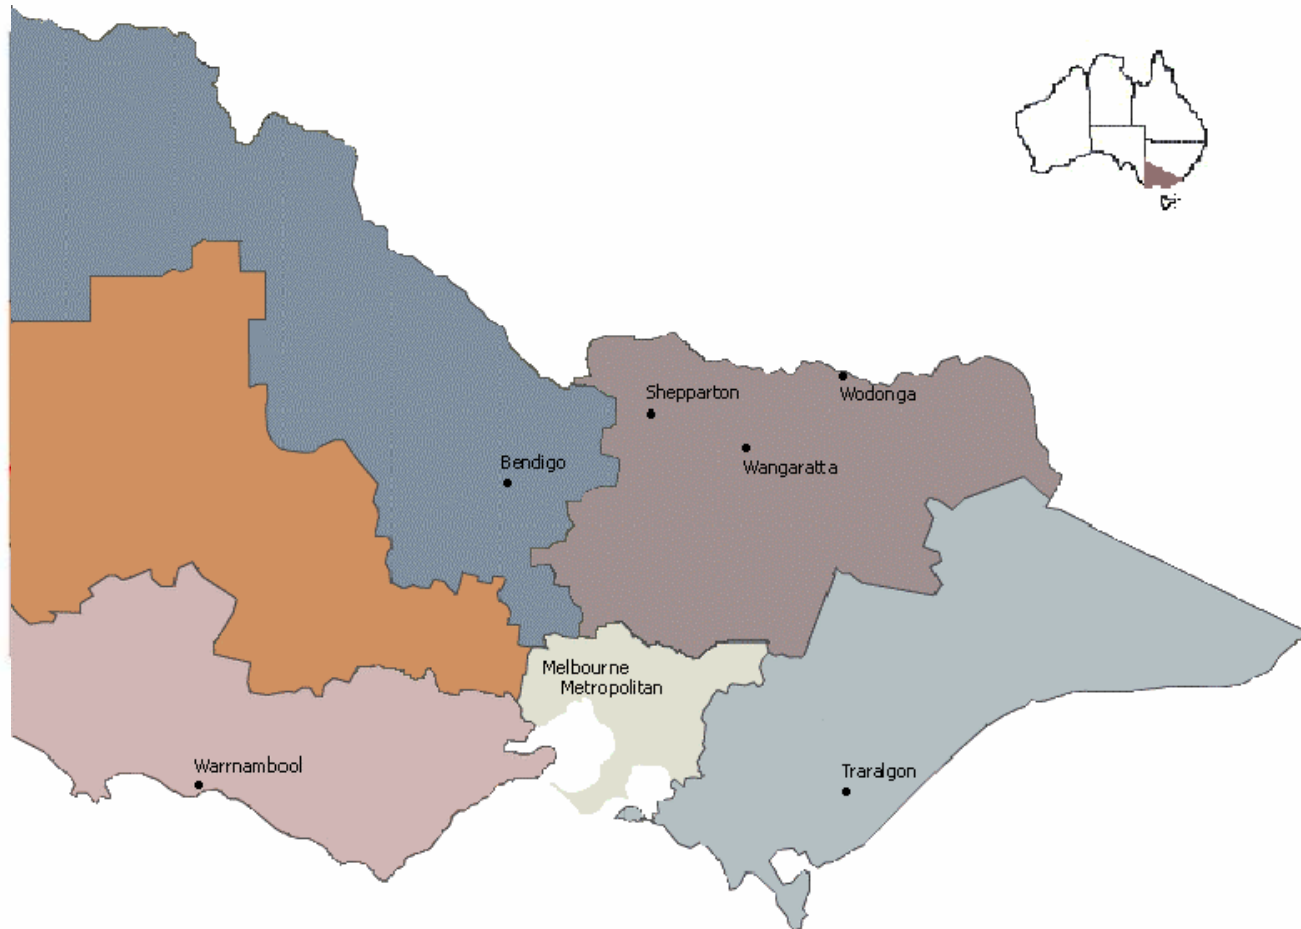 Shepparton
Wodonga
Bendigo
Wangaratta
Melbourne
Metropolitan
Warrnambool
Traralgon